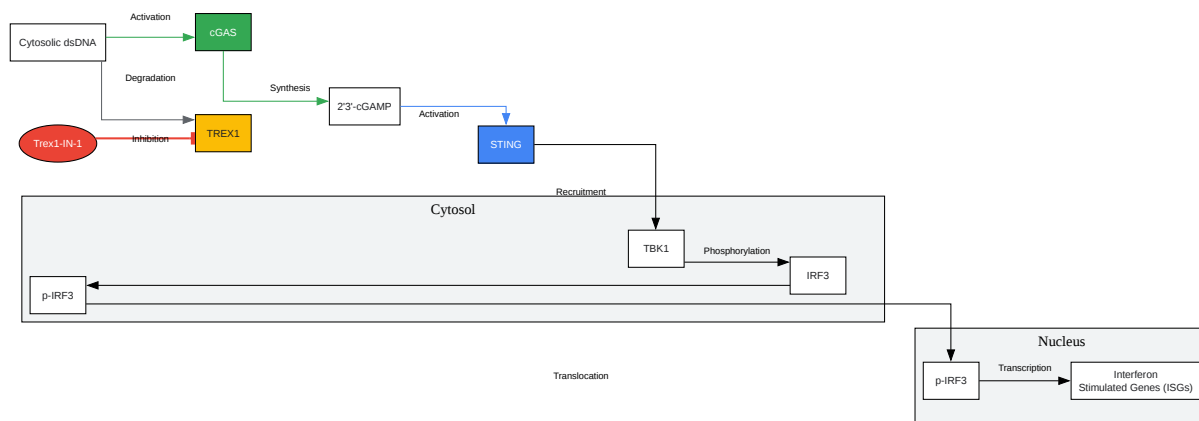 Activation
Cytosolic dsDNA
cGAS
Degradation
Synthesis
2'3'-cGAMP
Activation
TREX1
Trex1-IN-1
Inhibition
STING
Recruitment
Cytosol
TBK1
Phosphorylation
IRF3
p-IRF3
Translocation
Nucleus
p-IRF3
Transcription
Interferon
Stimulated Genes (ISGs)